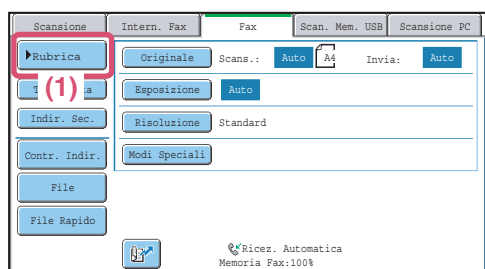 Scansione Intern. Fax Fax Scan. Mem. USB Scansione PC
Rubrica Originale Scans.: Auto A4 Invia: Auto
(1) Esposizione Auto
Indir. Sec. Risoluzione Standard
Contr. Indir. Modi Speciali
File
File Rapido
Ricez. Automatica
Memoria Fax:100%